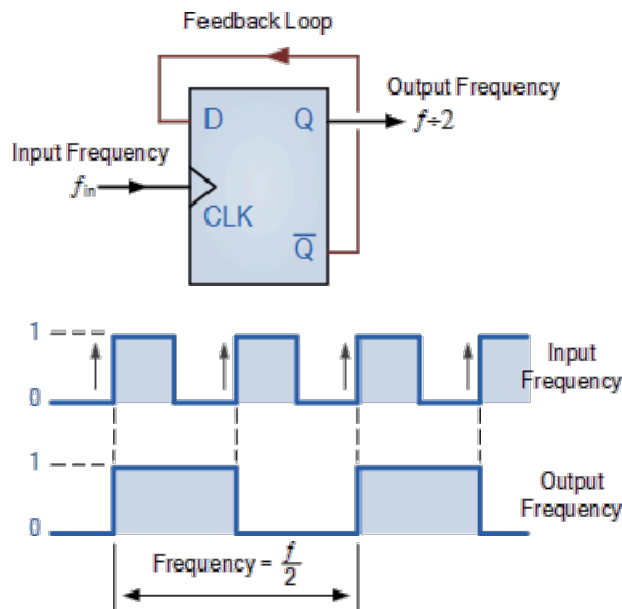 Feedback Loop
D
Q
Output Frequency
f÷2
Input Frequency
fin
CLK
Q̅
1
0
Input
Frequency
1
0
Output
Frequency
Frequency = f/2